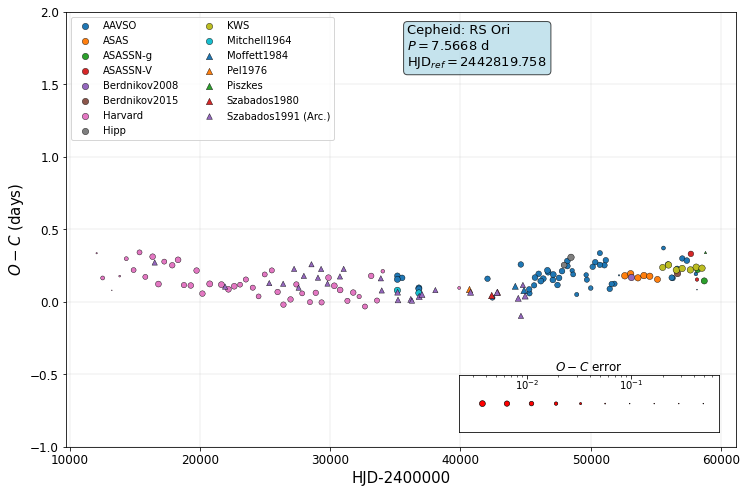 2.0
1.5
1.0
0.5
0.0
−0.5
−1.0
O − C (days)
AAVSO
ASAS
ASASSN-g
ASASSN-V
Berdnikov2008
Berdnikov2015
Harvard
Hipp
KWS
Mitchell1964
Moffett1984
Pel1976
Piszkes
Szabados1980
Szabados1991 (Arc.)
Cepheid: RS Ori
P = 7.5668 d
HJD_ref = 2442819.758
O − C error
10^−2 10^−1
10000 20000 30000 40000 50000 60000
HJD-2400000